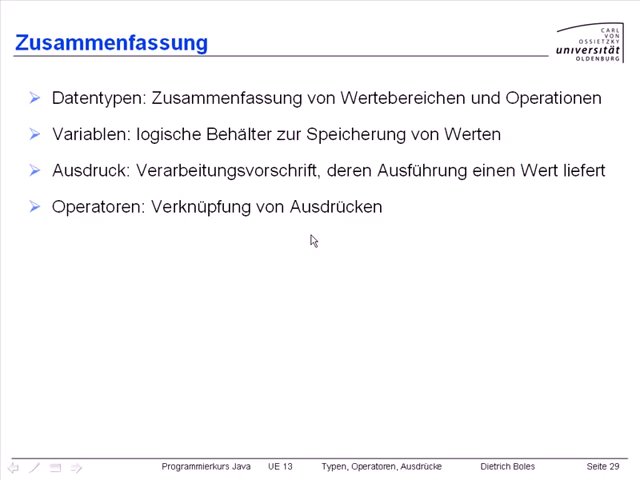 Zusammenfassung
CARL
VON
OSSIETZKY
universität
OLDENBURG
Datentypen: Zusammenfassung von Wertebereichen und Operationen
Variablen: logische Behälter zur Speicherung von Werten
Ausdruck: Verarbeitungsvorschrift, deren Ausführung einen Wert liefert
Operatoren: Verknüpfung von Ausdrücken
Programmierkurs Java UE 13 Typen, Operatoren, Ausdrücke Dietrich Boles Seite 29